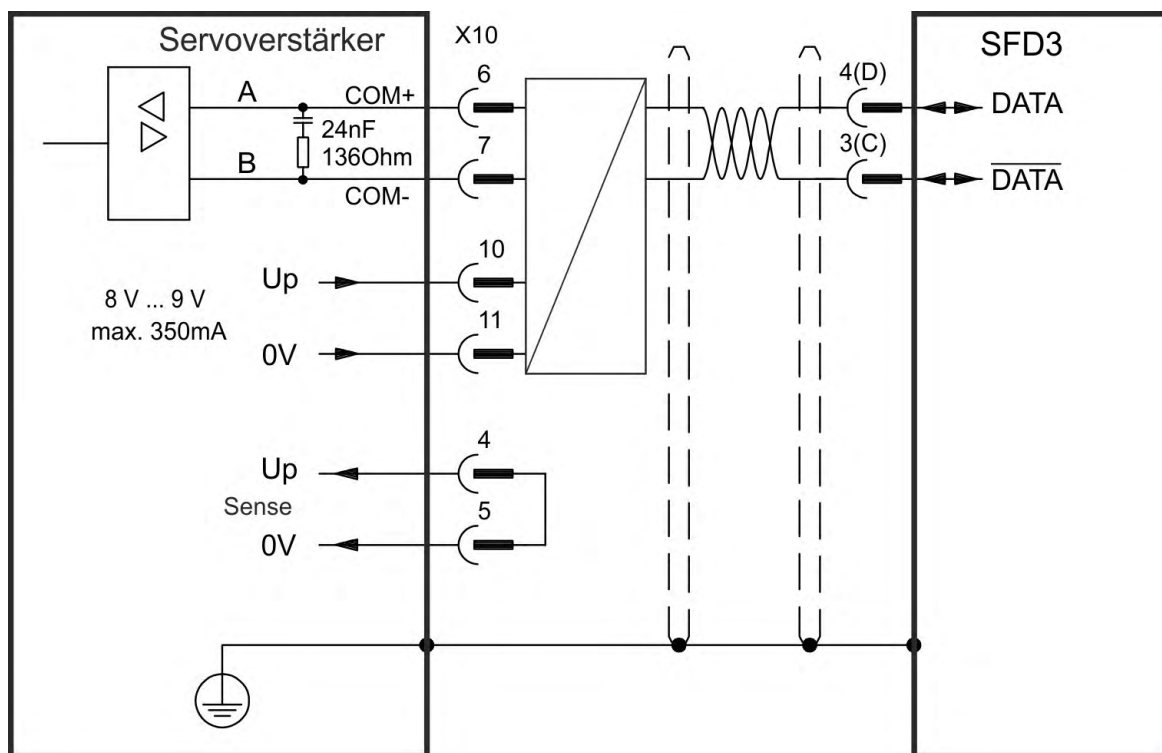 Servoverstärker
X10
SFD3
A
COM+
6
4(D)
DATA
24nF
136Ohm
7
3(C)
B
COM-
DATA
10
Up
8 V ... 9 V
max. 350mA
11
0V
4
Up
Sense
5
0V